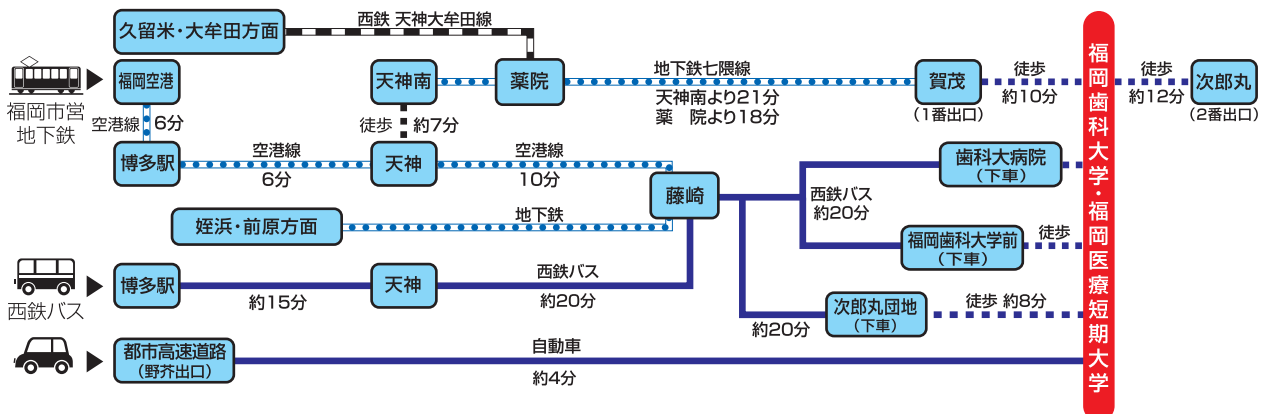 久留米・大牟田方面
西鉄 天神大牟田線
福岡市営
地下鉄
福岡空港
空港線
6分
天神南
徒歩
約7分
薬院
地下鉄七隈線
天神南より21分
薬 院より18分
賀茂
(1番出口)
徒歩
約10分
福岡歯科大学・福岡医療短期大学
徒歩
約12分
次郎丸
(2番出口)
博多駅
空港線
6分
天神
空港線
10分
藤崎
姪浜・前原方面
地下鉄
西鉄バス
約20分
歯科大病院
(下車)
福岡歯科大学前
(下車)
徒歩
約20分
次郎丸団地
(下車)
徒歩 約8分
西鉄バス
博多駅
約15分
天神
西鉄バス
約20分
都市高速道路
(野芥出口)
自動車
約4分